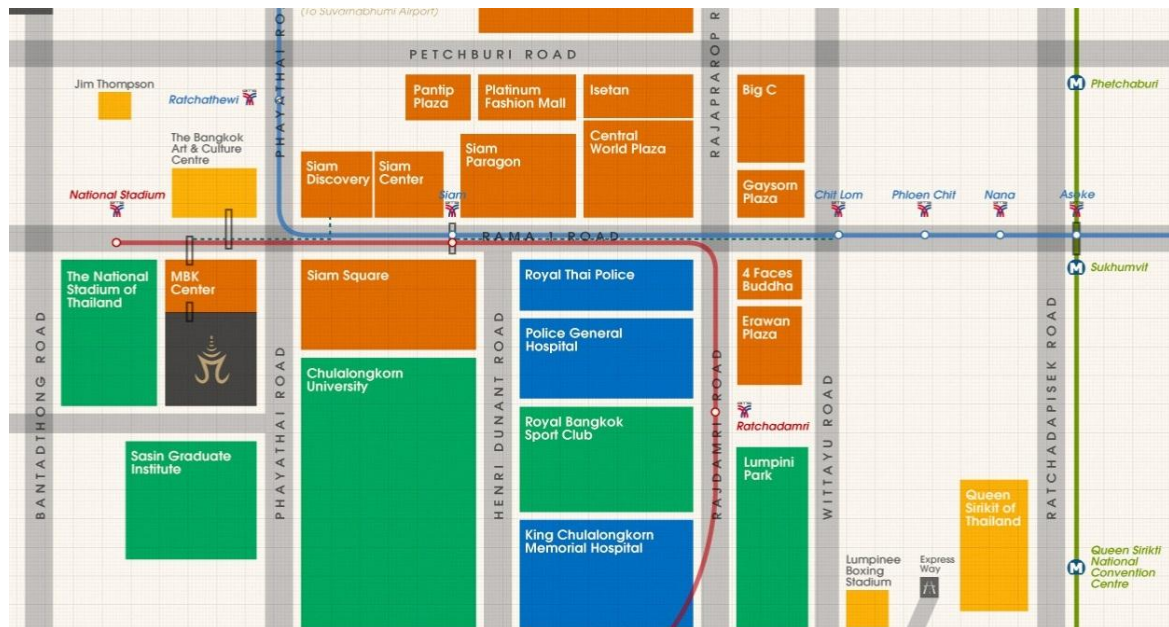 (To Suvarnabhumi Airport)
PHAYATHAI RO
RAJAPRAROP R
PETCHBURI ROAD
Jim Thompson
Ratchathewi
Pantip
Plaza
Platinum
Fashion Mall
Isetan
Big C
Phetchaburi
The Bangkok
Art & Culture
Centre
Siam
Discovery
Siam
Center
Siam
Paragon
Central
World Plaza
Gaysorn
Plaza
National Stadium
Siam
Chit Lom
Phloen Chit
Nana
Asoke
RAMA 1 ROAD
The National
Stadium of
Thailand
MBK
Center
Siam Square
Royal Thai Police
4 Faces
Buddha
Sukhumvit
Erawan
Plaza
Police General
Hospital
Chulalongkorn
University
BANTADTHONG ROAD
PHAYATHAI ROAD
HENRI DUNANT ROAD
RAJDAMRI ROAD
WITTAYU ROAD
RATCHADAPISEK ROAD
Royal Bangkok
Sport Club
Ratchadamri
Sasin Graduate
Institute
Lumpini
Park
Queen
Sirikit of
Thailand
King Chulalongkorn
Memorial Hospital
Lumpinee
Boxing
Stadium
Express
Way
Queen Sirikti
National
Convention
Centre